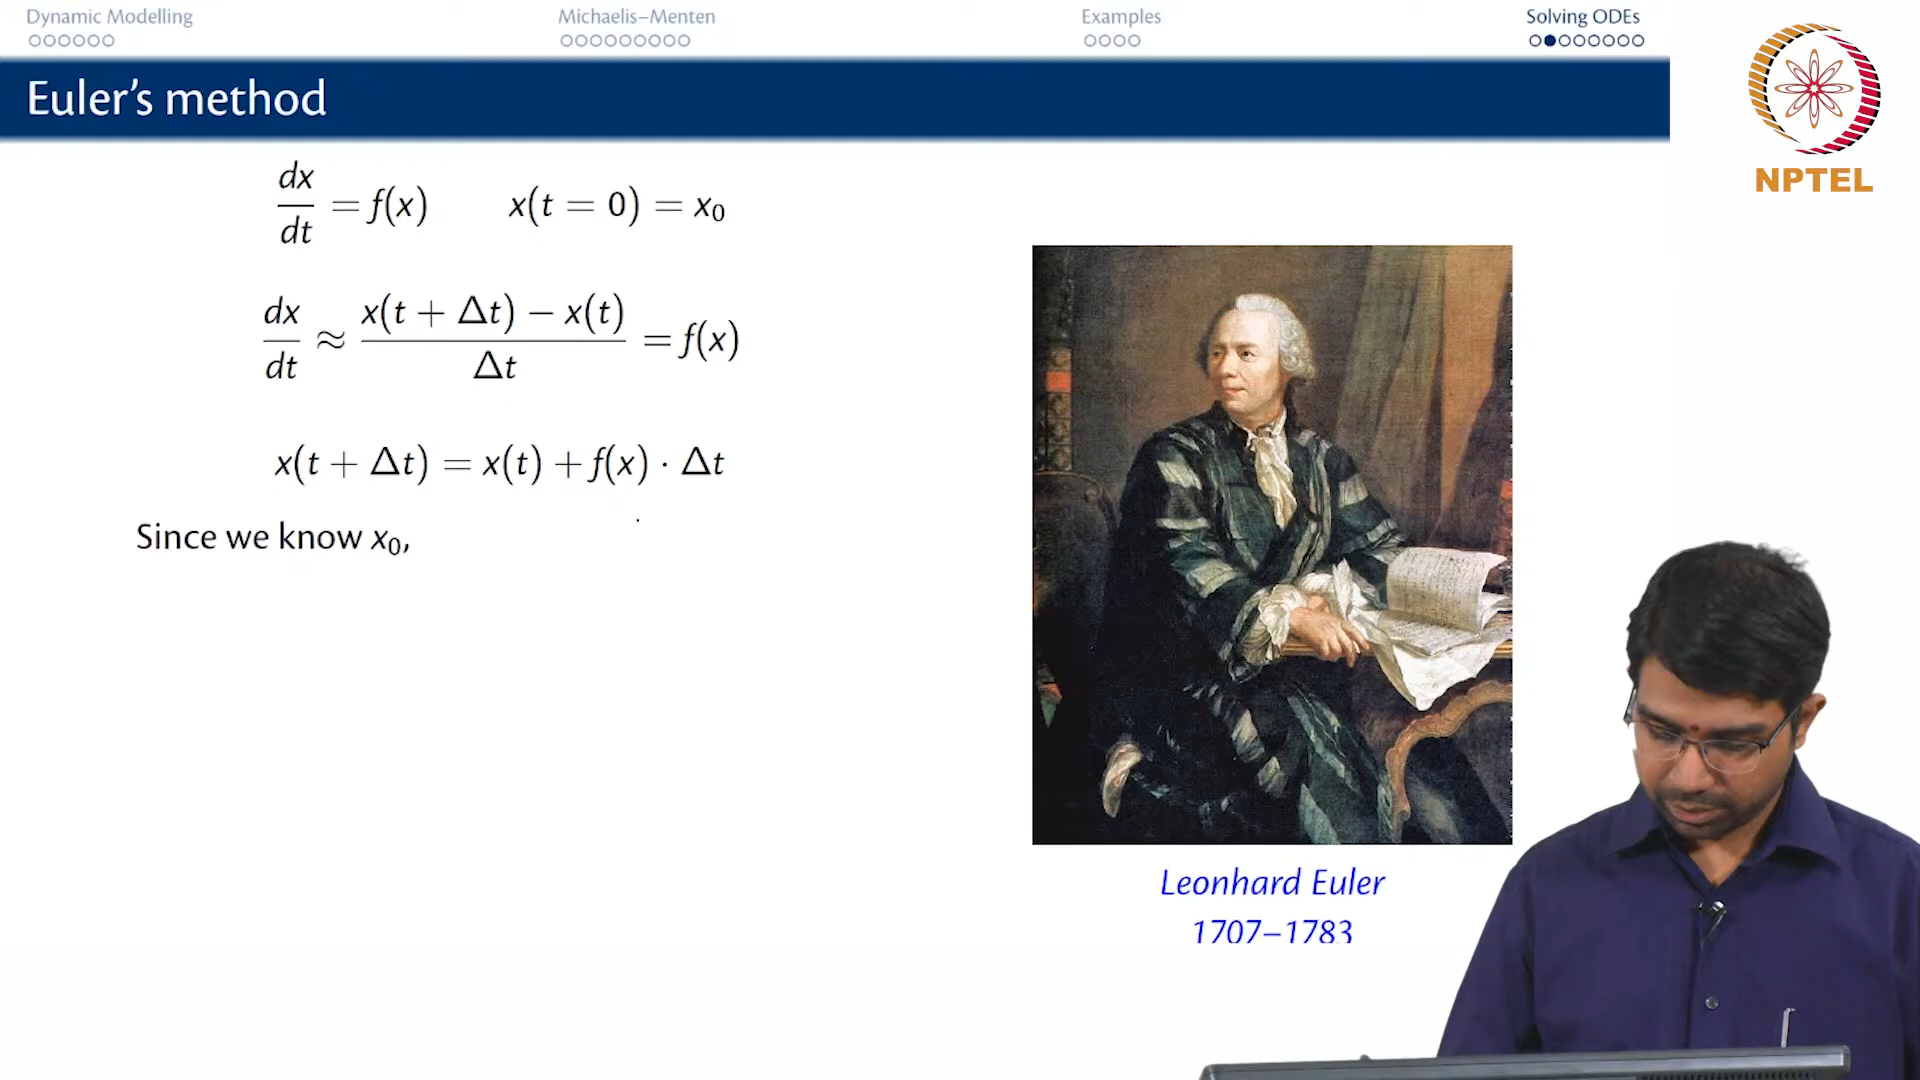 Dynamic Modelling
Michaelis–Menten
Examples
Solving ODEs
Euler's method
NPTEL
dx/dt = f(x) x(t = 0) = x₀
dx/dt ≈ (x(t + Δt) − x(t))/Δt = f(x)
x(t + Δt) = x(t) + f(x) · Δt
Since we know x₀,
Leonhard Euler
1707–1783